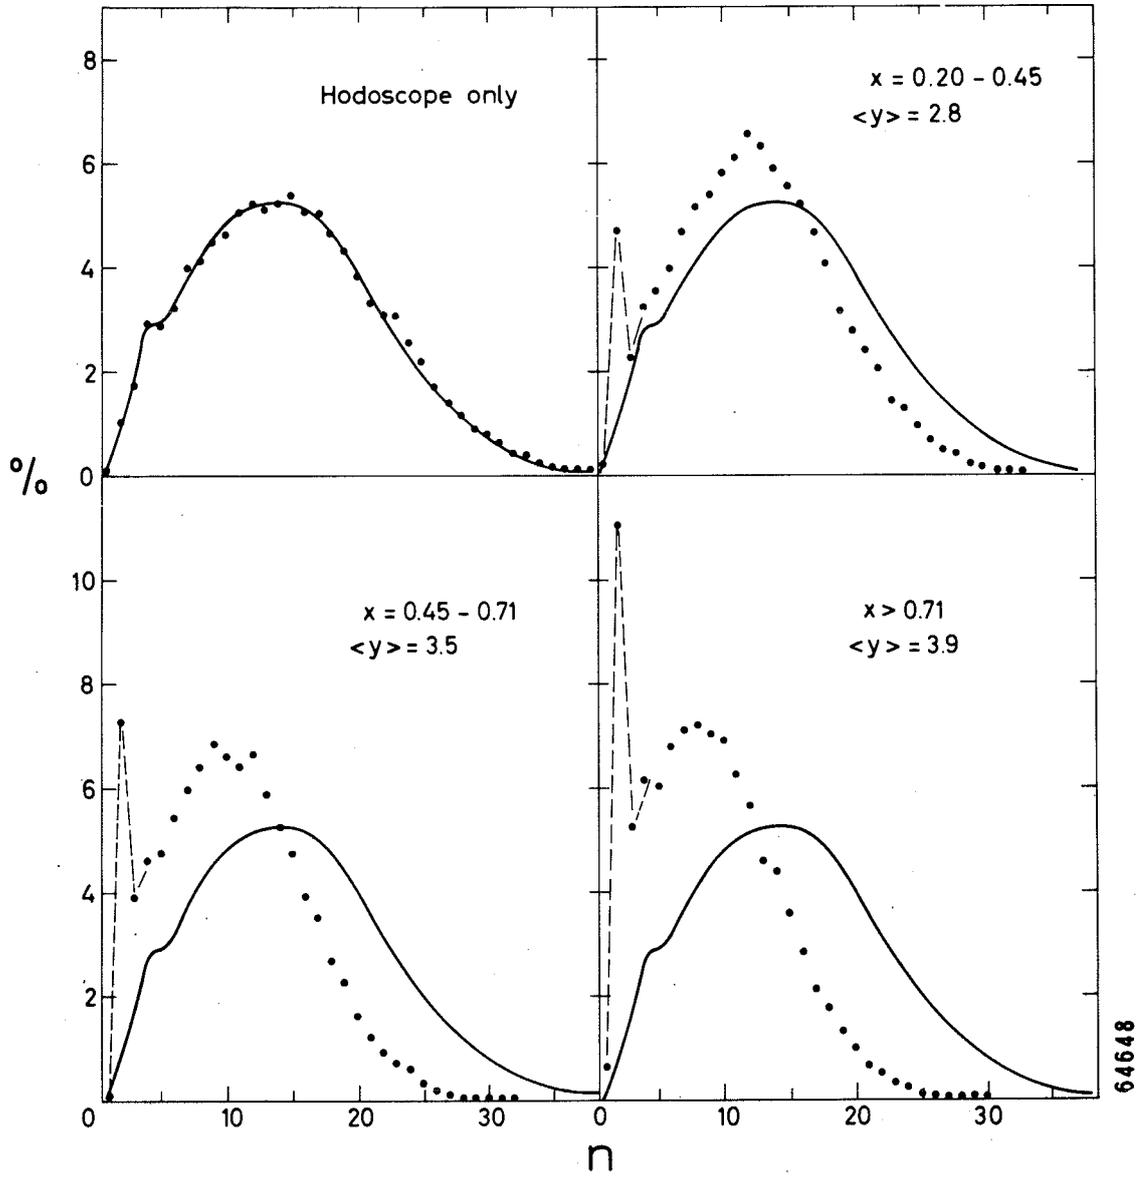 8
6
4
2
0
%
Hodoscope only
x = 0.20 - 0.45
<y> = 2.8
10
8
6
4
2
x = 0.45 - 0.71
<y> = 3.5
x > 0.71
<y> = 3.9
0 10 20 30 0 10 20 30
n
64648